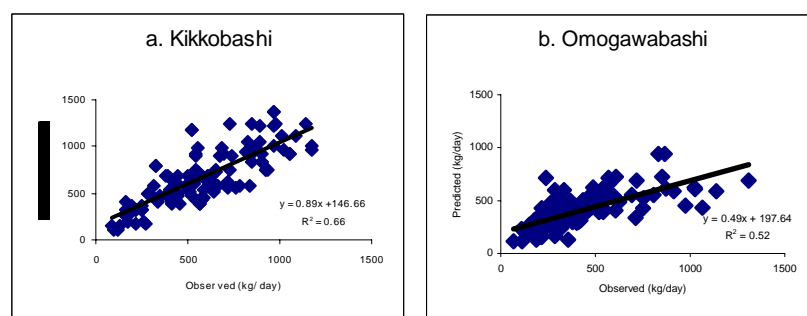 a. Kikkobashi
1500
1000
500
0
y = 0.89x +146.66
R² = 0.66
0 500 1000 1500
Obser ved (kg/ day)
b. Omogawabashi
Predicted (kg/day)
1500
1000
500
0
y = 0.49x + 197.64
R² = 0.52
0 500 1000 1500
Observed (kg/day)